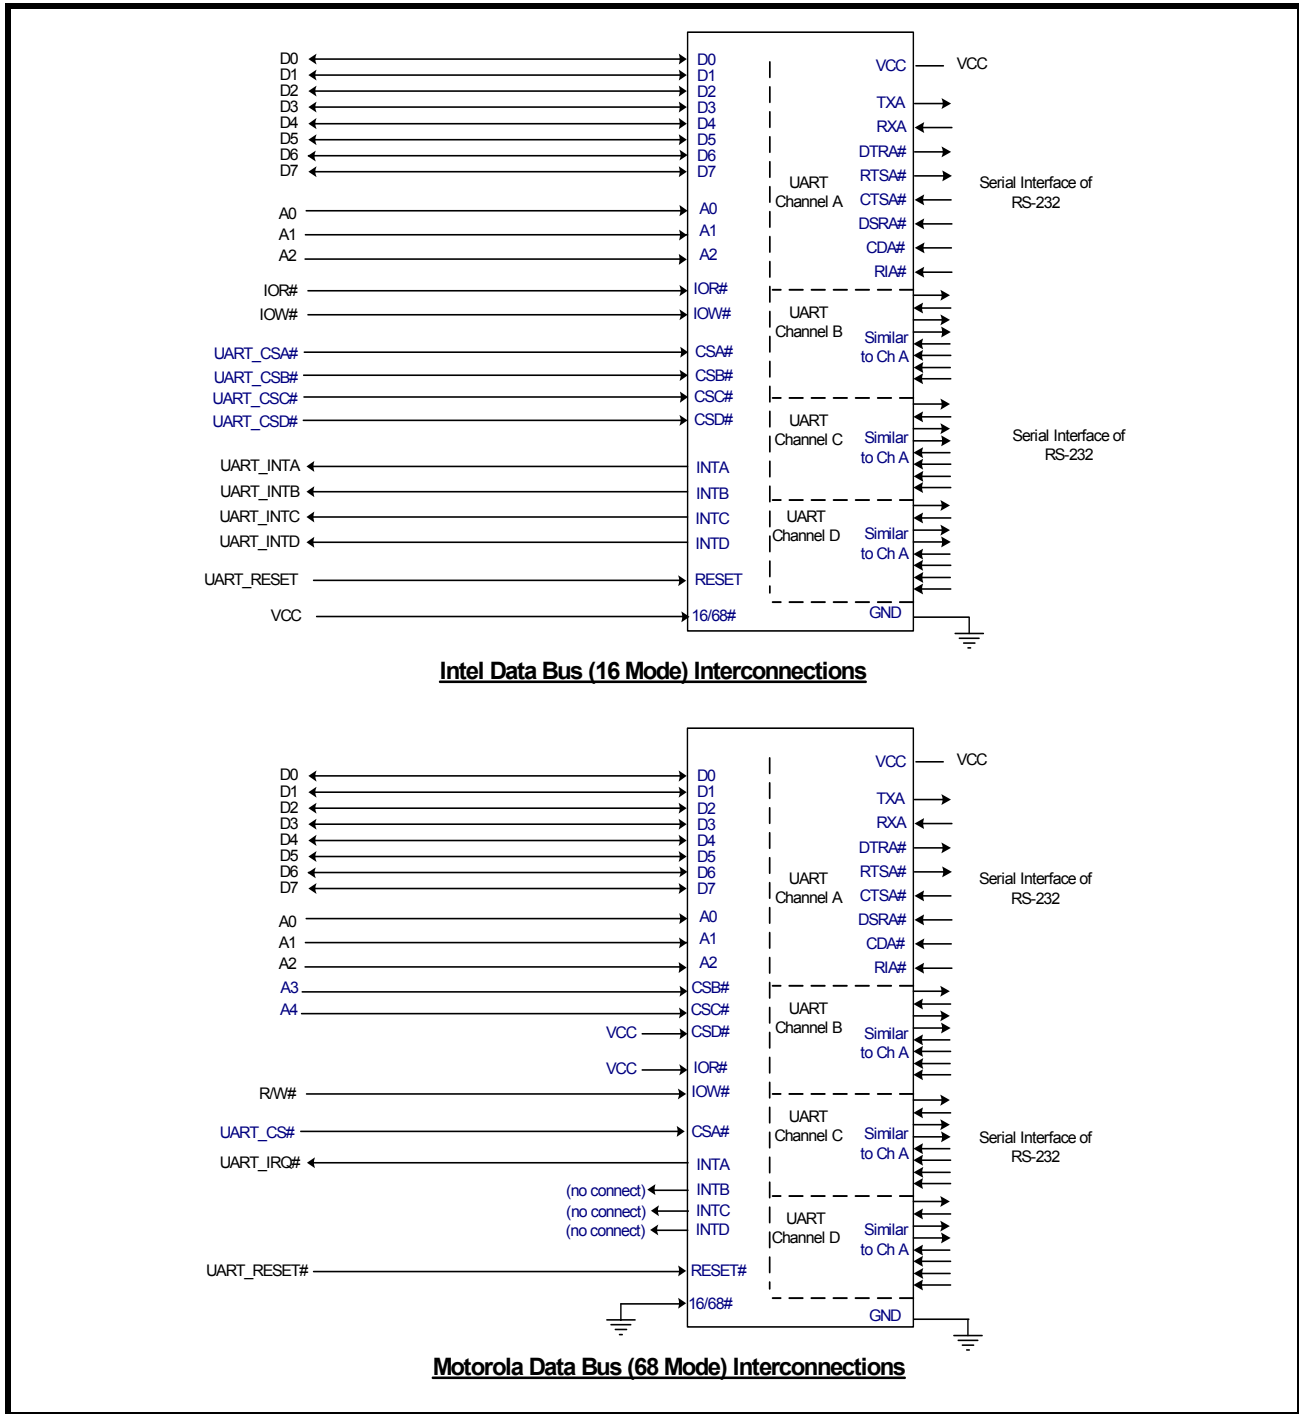 D0 D0 VCC VCC
D1 D1
D2 D2
D3 D3 TXA
D4 D4 RXA
D5 D5
D6 D6 DTRA#
D7 D7 UART RTSA# Serial Interface of
Channel A CTSA# RS-232
A0 A0
A1 A1 DSRA#
A2 A2 CDA#
RIA#
IOR# IOR#
IOW# IOW# UART
Channel B Similar
UART_CSA# CSA# to Ch A
UART_CSB# CSB#
UART_CSC# CSC#
UART_CSD# CSD# UART
Channel C Similar Serial Interface of
to Ch A RS-232
UART_INTA INTA
UART_INTB INTB
UART_INTC INTC UART
UART_INTD INTD Channel D Similar
to Ch A
UART_RESET RESET
VCC 16/68# GND
Intel Data Bus (16 Mode) Interconnections
VCC VCC
D0 D0
D1 D1
D2 D2 TXA
D3 D3 RXA
D4 D4
D5 D5 DTRA#
D6 D6 RTSA#
D7 D7 UART Serial Interface of
Channel A CTSA# RS-232
A0 A0 DSRA#
A1 A1 CDA#
A2 A2 RIA#
A3 CSB#
A4 CSC# UART
VCC CSD# Channel B Similar
to Ch A
VCC IOR#
R/W# IOW#
UART
UART_CS# CSA# Channel C Similar Serial Interface of
to Ch A RS-232
UART_IRQ# INTA
(no connect) INTB
(no connect) INTC UART
(no connect) INTD Channel D Similar
to Ch A
UART_RESET# RESET#
16/68#
GND
Motorola Data Bus (68 Mode) Interconnections